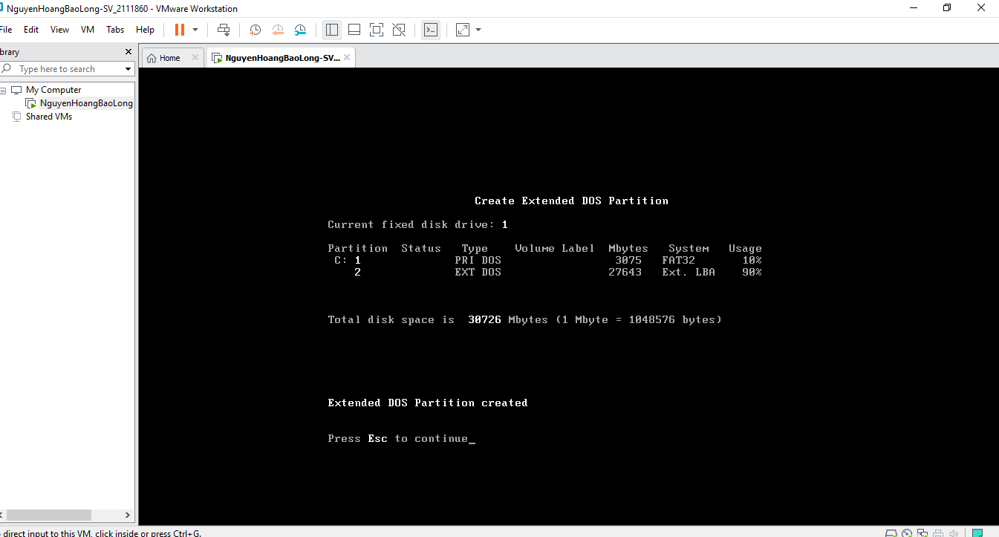 NguyenHoangBaoLong-SV_2111860 - VMware Workstation
File Edit View VM Tabs Help
brary
Type here to search
Home
NguyenHoangBaoLong-SV...
My Computer
NguyenHoangBaoLong
Shared VMs
Create Extended DOS Partition
Current fixed disk drive: 1
Partition Status Type Volume Label Mbytes System Usage
C: 1 PRI DOS 3075 FAT32 10%
2 EXT DOS 27643 Ext. LBA 90%
Total disk space is 30726 Mbytes (1 Mbyte = 1048576 bytes)
Extended DOS Partition created
Press Esc to continue_
direct input to this VM, click inside or press Ctrl+G.